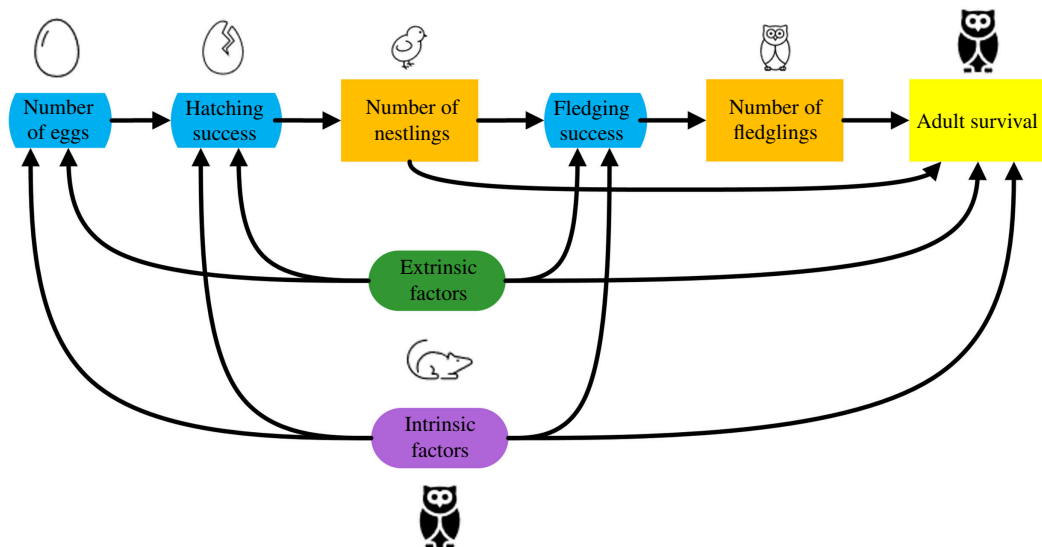 Number
of eggs
Hatching
success
Number of
nestlings
Fledging
success
Number of
fledglings
Adult survival
Extrinsic
factors
Intrinsic
factors